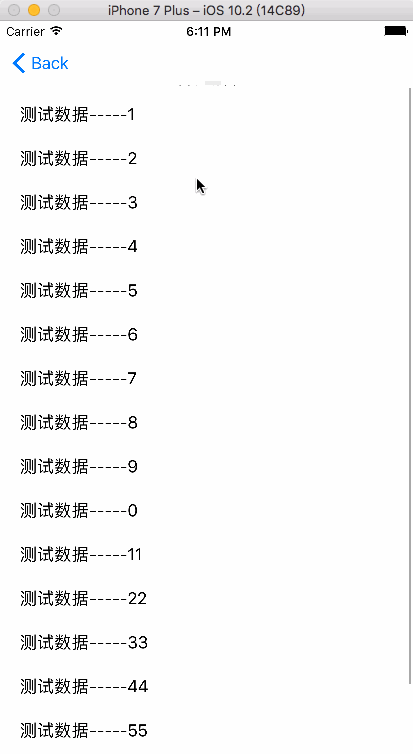 iPhone 7 Plus – iOS 10.2 (14C89)
Carrier 6:11 PM
Back
测试数据-----1
测试数据-----2
测试数据-----3
测试数据-----4
测试数据-----5
测试数据-----6
测试数据-----7
测试数据-----8
测试数据-----9
测试数据-----0
测试数据-----11
测试数据-----22
测试数据-----33
测试数据-----44
测试数据-----55